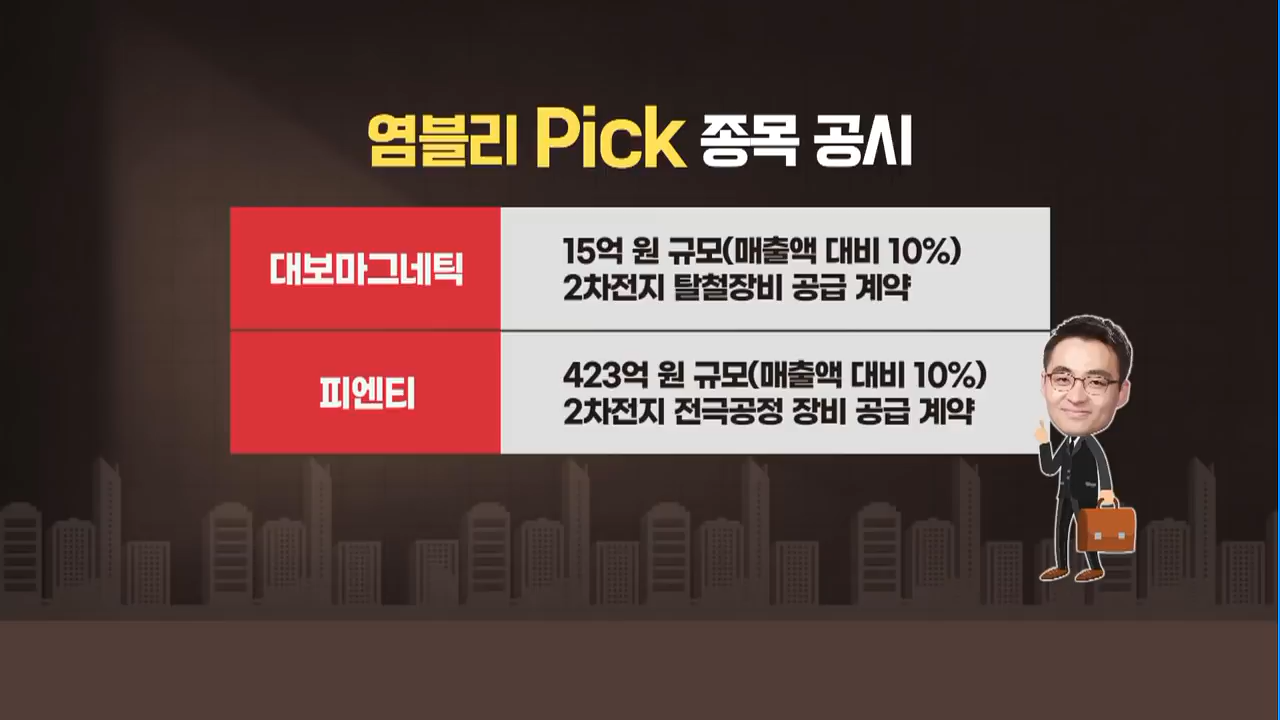 염블리 Pick 종목 공시
대보마그네틱
15억 원 규모(매출액 대비 10%)
2차전지 탈철장비 공급 계약
피엔티
423억 원 규모(매출액 대비 10%)
2차전지 전극공정 장비 공급 계약